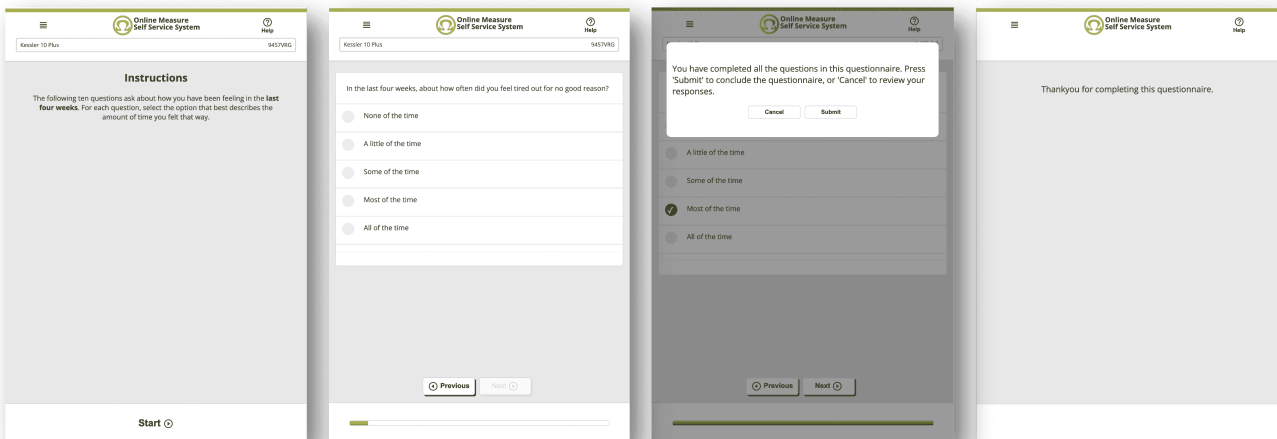 Online Measure
Self Service System
Help
Kessler 10 Plus
9457VRG
Instructions
The following ten questions ask about how you have been feeling in the last
four weeks. For each question, select the option that best describes the
amount of time you felt that way.
Start
Online Measure
Self Service System
Help
Kessler 10 Plus
9457VRG
In the last four weeks, about how often did you feel tired out for no good reason?
None of the time
A little of the time
Some of the time
Most of the time
All of the time
Previous
Next
Online Measure
Self Service System
Help
You have completed all the questions in this questionnaire. Press
'Submit' to conclude the questionnaire, or 'Cancel' to review your
responses.
Cancel
Submit
A little of the time
Some of the time
Most of the time
All of the time
Previous
Next
Online Measure
Self Service System
Help
Thankyou for completing this questionnaire.